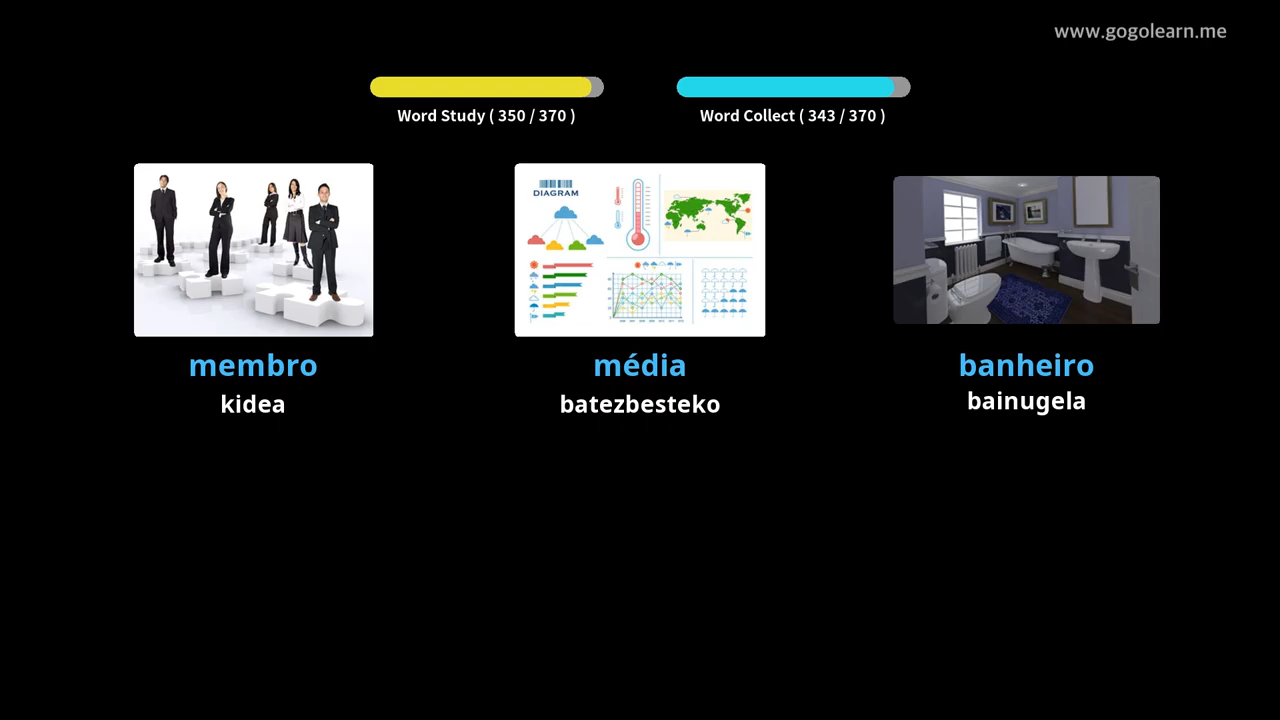 www.gogolearn.me
Word Study ( 350 / 370 )
Word Collect ( 343 / 370 )
DIAGRAM
membro
kidea
média
batezbesteko
banheiro
bainugela